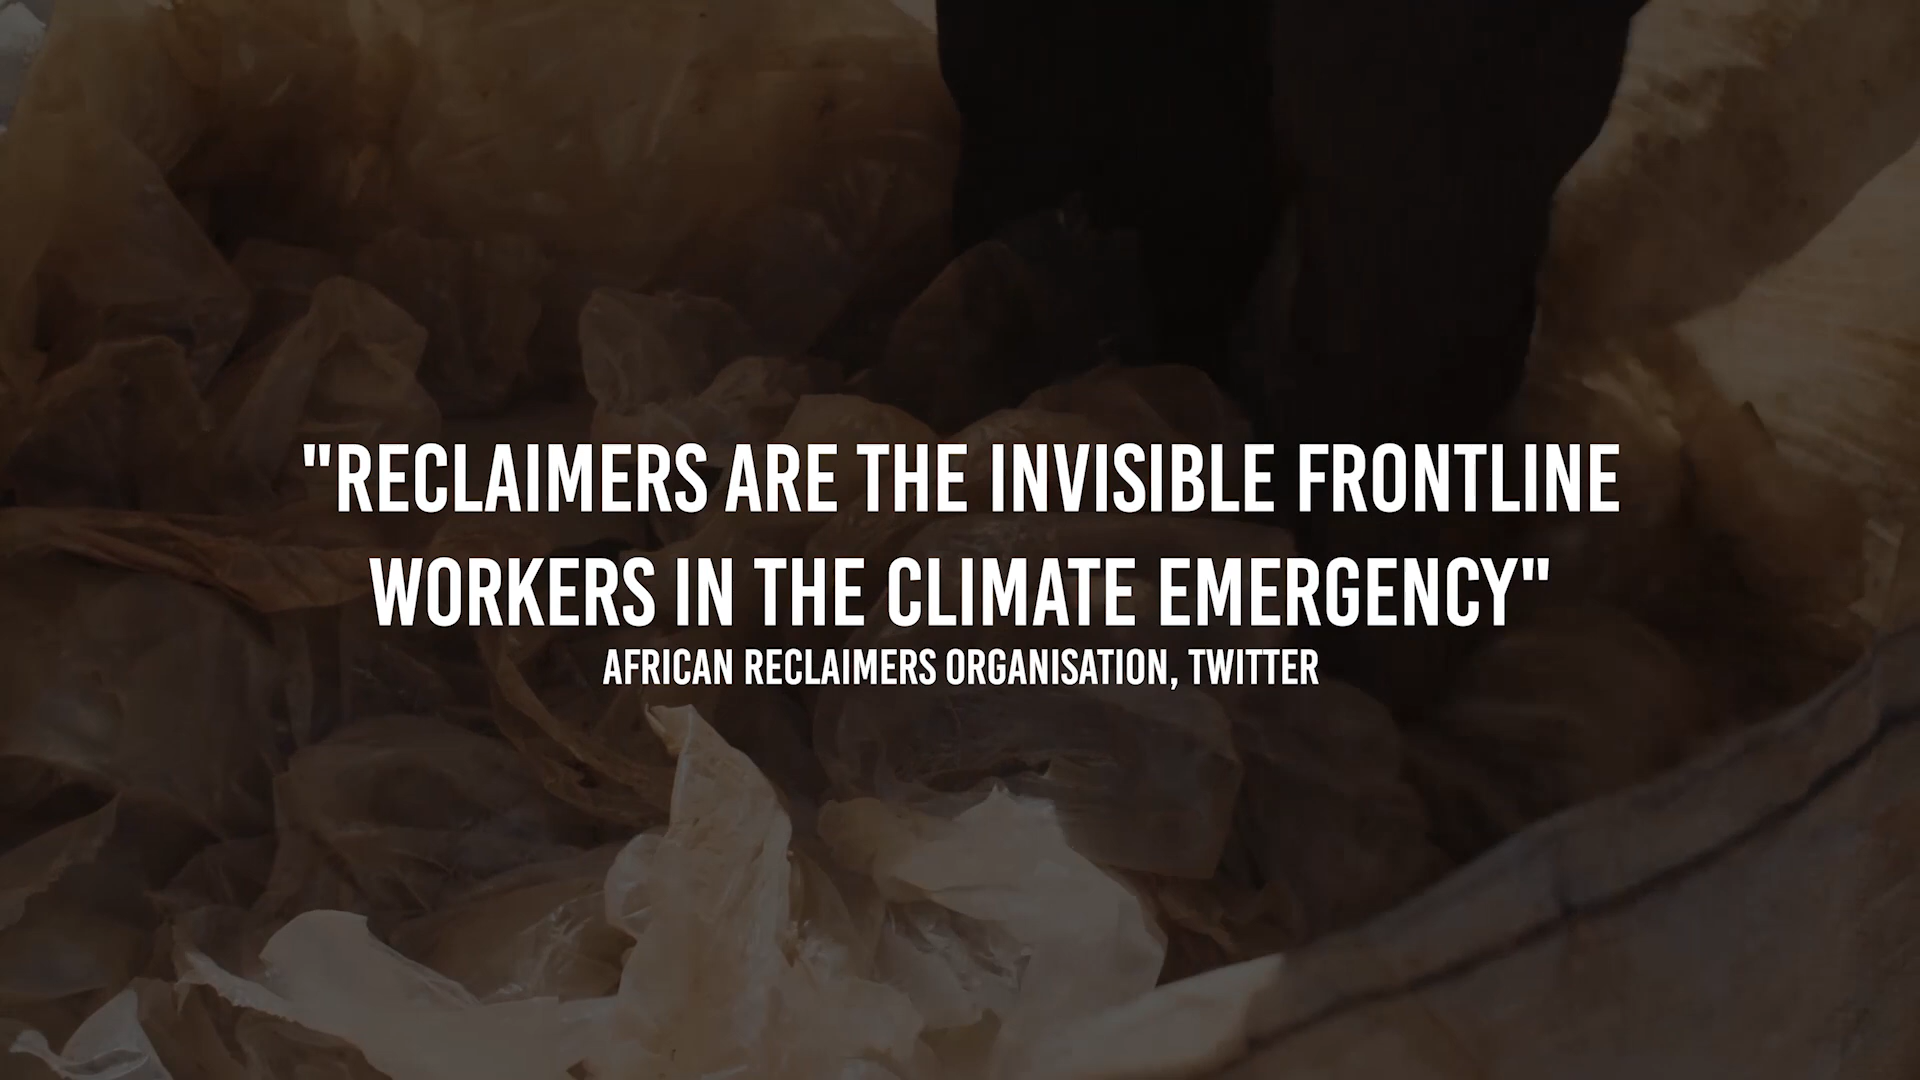 "RECLAIMERS ARE THE INVISIBLE FRONTLINE
WORKERS IN THE CLIMATE EMERGENCY"
AFRICAN RECLAIMERS ORGANISATION, TWITTER